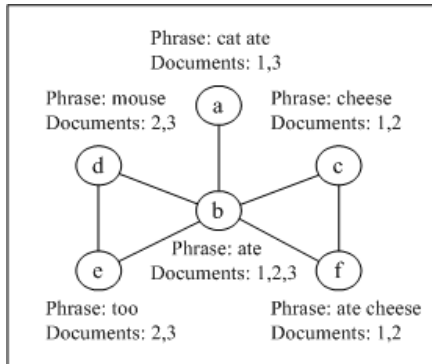 Phrase: cat ate
Documents: 1,3
Phrase: mouse
Documents: 2,3
a
Phrase: cheese
Documents: 1,2
d
c
b
Phrase: ate
Documents: 1,2,3
e
f
Phrase: too
Documents: 2,3
Phrase: ate cheese
Documents: 1,2